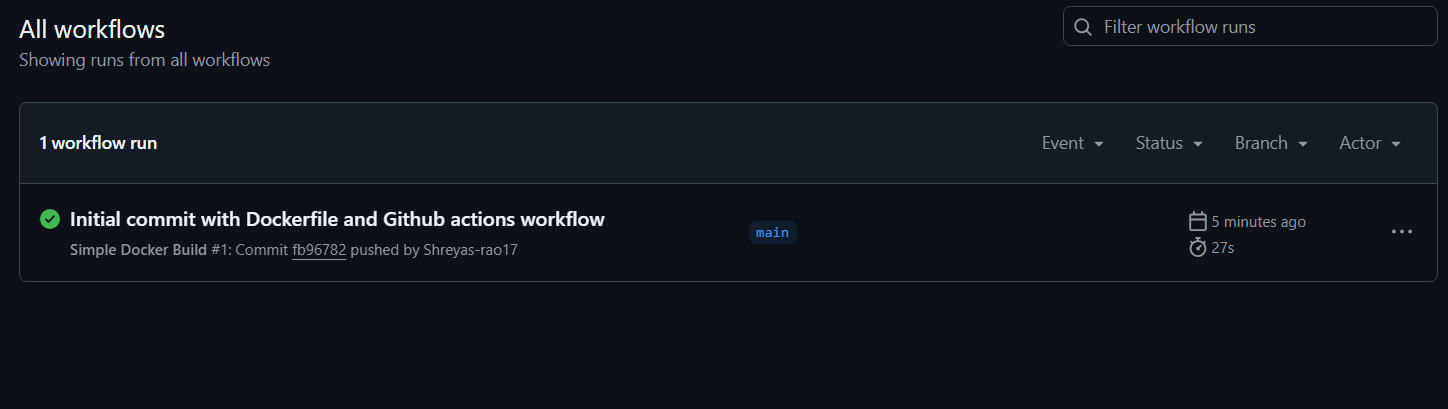 All workflows
Filter workflow runs
Showing runs from all workflows
1 workflow run
Event
Status
Branch
Actor
Initial commit with Dockerfile and Github actions workflow
Simple Docker Build #1: Commit fb96782 pushed by Shreyas-rao17
main
5 minutes ago
27s